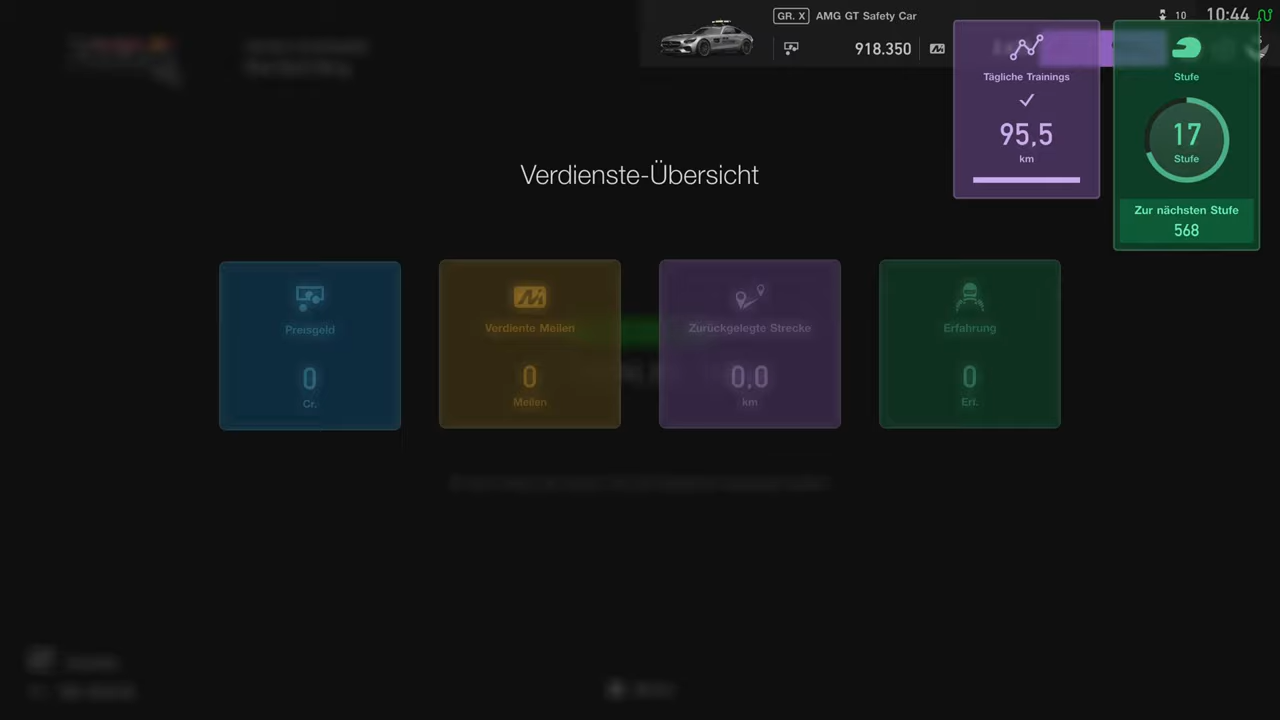 GR. X AMG GT Safety Car
10
10:44
918.350
Tägliche Trainings
95,5
km
Stufe
17
Stufe
Zur nächsten Stufe
568
Verdienste-Übersicht
Preisgeld
0
Cr.
Verdiente Meilen
0
Meilen
Zurückgelegte Strecke
0,0
km
Erfahrung
0
Erf.